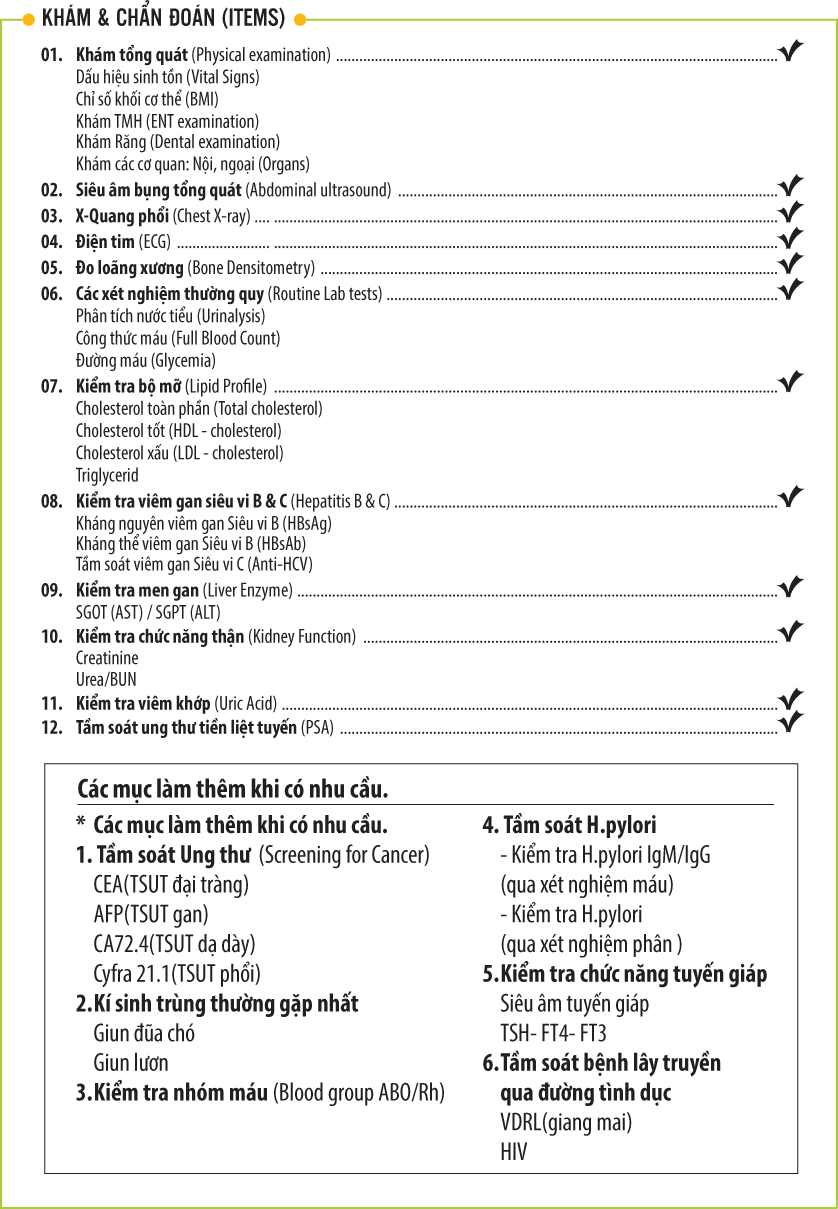 KHÁM & CHẨN ĐOÁN (ITEMS)
01. Khám tổng quát (Physical examination) ........ ✓
Dấu hiệu sinh tồn (Vital Signs)
Chỉ số khối cơ thể (BMI)
Khám TMH (ENT examination)
Khám Răng (Dental examination)
Khám các cơ quan: Nội, ngoại (Organs)
02. Siêu âm bụng tổng quát (Abdominal ultrasound) ........ ✓
03. X-Quang phổi (Chest X-ray) ........ ✓
04. Điện tim (ECG) ........ ✓
05. Đo loãng xương (Bone Densitometry) ........ ✓
06. Các xét nghiệm thường quy (Routine Lab tests) ........ ✓
Phân tích nước tiểu (Urinalysis)
Công thức máu (Full Blood Count)
Đường máu (Glycemia)
07. Kiểm tra bộ mỡ (Lipid Profile) ........ ✓
Cholesterol toàn phần (Total cholesterol)
Cholesterol tốt (HDL - cholesterol)
Cholesterol xấu (LDL - cholesterol)
Triglycerid
08. Kiểm tra viêm gan siêu vi B & C (Hepatitis B & C) ........ ✓
Kháng nguyên viêm gan Siêu vi B (HBsAg)
Kháng thể viêm gan Siêu vi B (HBsAb)
Tầm soát viêm gan Siêu vi C (Anti-HCV)
09. Kiểm tra men gan (Liver Enzyme) ........ ✓
SGOT (AST) / SGPT (ALT)
10. Kiểm tra chức năng thận (Kidney Function) ........ ✓
Creatinine
Urea/BUN
11. Kiểm tra viêm khớp (Uric Acid) ........ ✓
12. Tầm soát ung thư tiền liệt tuyến (PSA) ........ ✓
Các mục làm thêm khi có nhu cầu.
* Các mục làm thêm khi có nhu cầu.
1. Tầm soát Ung thư (Screening for Cancer)
CEA(TSUT đại tràng)
AFP(TSUT gan)
CA72.4(TSUT dạ dày)
Cyfra 21.1(TSUT phổi)
2.Kí sinh trùng thường gặp nhất
Giun đũa chó
Giun lươn
3.Kiểm tra nhóm máu (Blood group ABO/Rh)
4. Tầm soát H.pylori
- Kiểm tra H.pylori IgM/IgG
(qua xét nghiệm máu)
- Kiểm tra H.pylori
(qua xét nghiệm phân )
5.Kiểm tra chức năng tuyến giáp
Siêu âm tuyến giáp
TSH- FT4- FT3
6.Tầm soát bệnh lây truyền
qua đường tình dục
VDRL(giang mai)
HIV